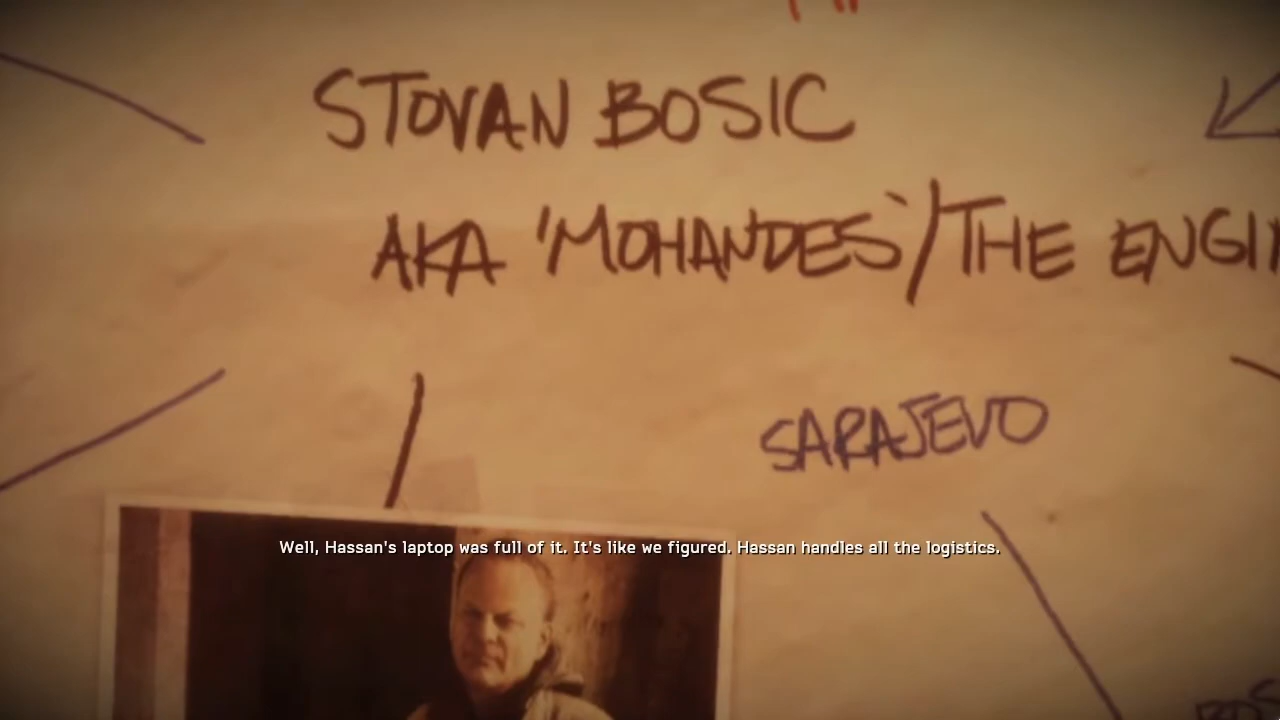 STOVAN BOSIC
AKA 'MOHANDES'/THE ENGI
SARAJEVO
Well, Hassan's laptop was full of it. It's like we figured. Hassan handles all the logistics.
BOS